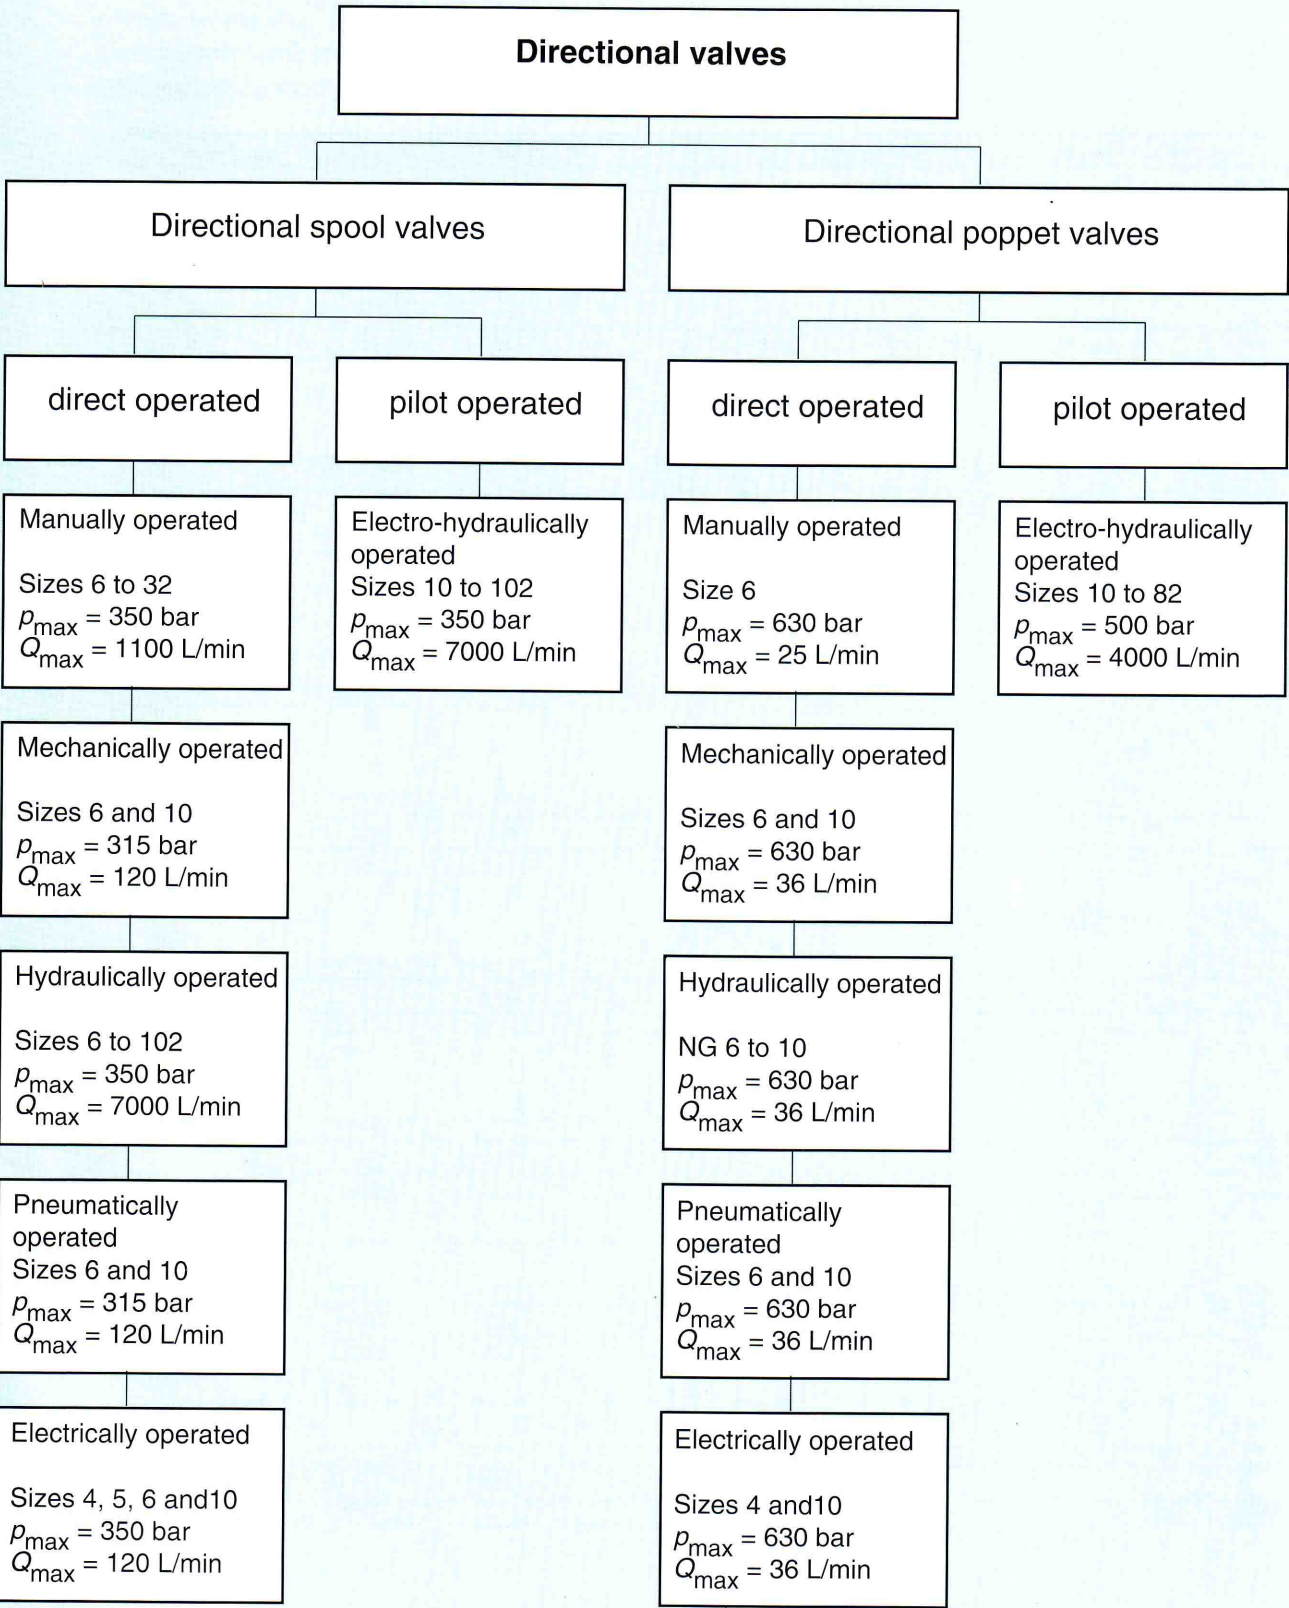 Directional valves
Directional spool valves
Directional poppet valves
direct operated
pilot operated
direct operated
pilot operated
Manually operated
Sizes 6 to 32
pmax = 350 bar
Qmax = 1100 L/min
Electro-hydraulically
operated
Sizes 10 to 102
pmax = 350 bar
Qmax = 7000 L/min
Manually operated
Size 6
pmax = 630 bar
Qmax = 25 L/min
Electro-hydraulically
operated
Sizes 10 to 82
pmax = 500 bar
Qmax = 4000 L/min
Mechanically operated
Sizes 6 and 10
pmax = 315 bar
Qmax = 120 L/min
Mechanically operated
Sizes 6 and 10
pmax = 630 bar
Qmax = 36 L/min
Hydraulically operated
Sizes 6 to 102
pmax = 350 bar
Qmax = 7000 L/min
Hydraulically operated
NG 6 to 10
pmax = 630 bar
Qmax = 36 L/min
Pneumatically
operated
Sizes 6 and 10
pmax = 315 bar
Qmax = 120 L/min
Pneumatically
operated
Sizes 6 and 10
pmax = 630 bar
Qmax = 36 L/min
Electrically operated
Sizes 4, 5, 6 and10
pmax = 350 bar
Qmax = 120 L/min
Electrically operated
Sizes 4 and10
pmax = 630 bar
Qmax = 36 L/min